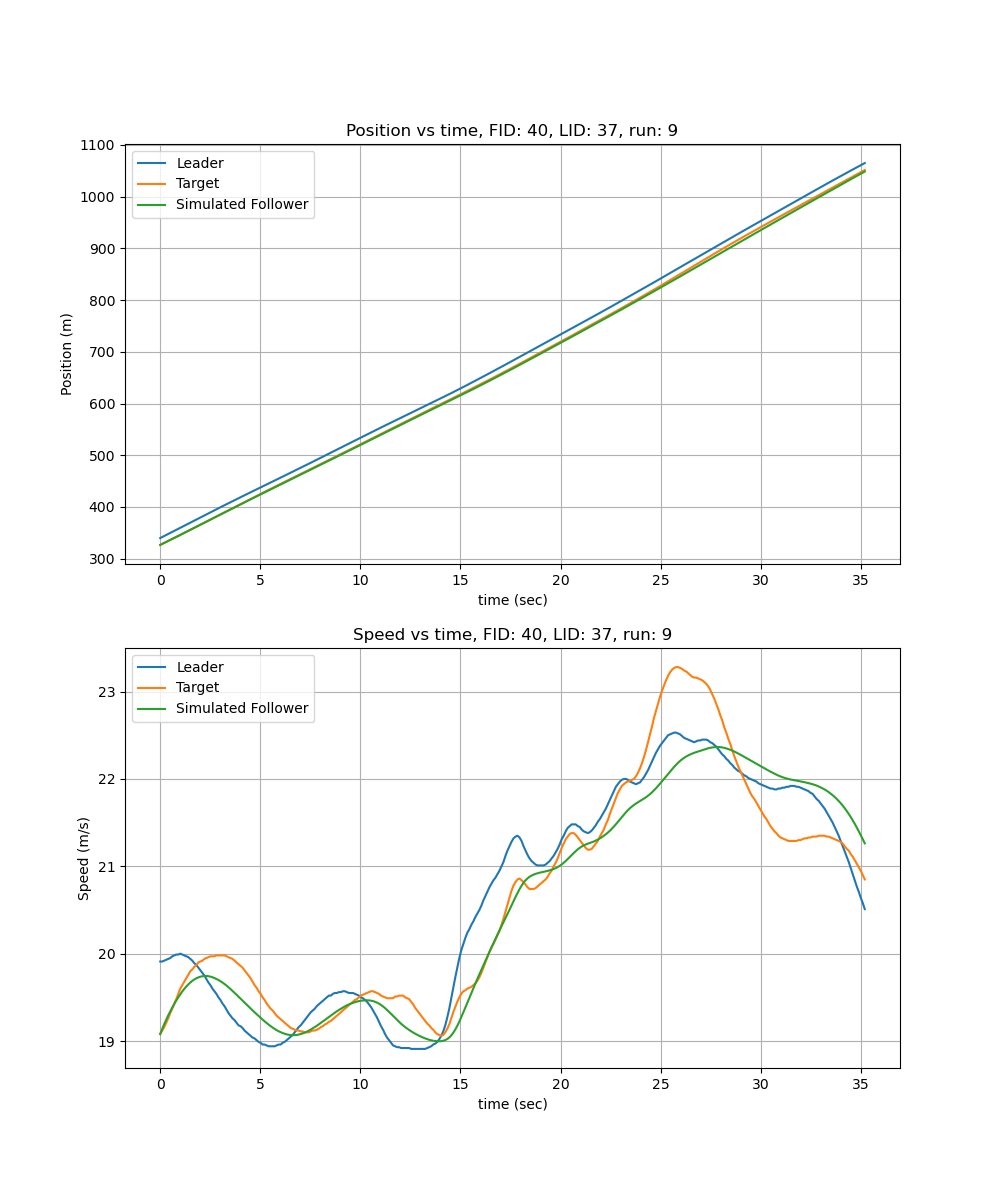 Position vs time, FID: 40, LID: 37, run: 9
1100
1000
900
800
700
600
500
400
300
Position (m)
Leader
Target
Simulated Follower
0 5 10 15 20 25 30 35
time (sec)
Speed vs time, FID: 40, LID: 37, run: 9
23
22
21
20
19
Speed (m/s)
Leader
Target
Simulated Follower
0 5 10 15 20 25 30 35
time (sec)